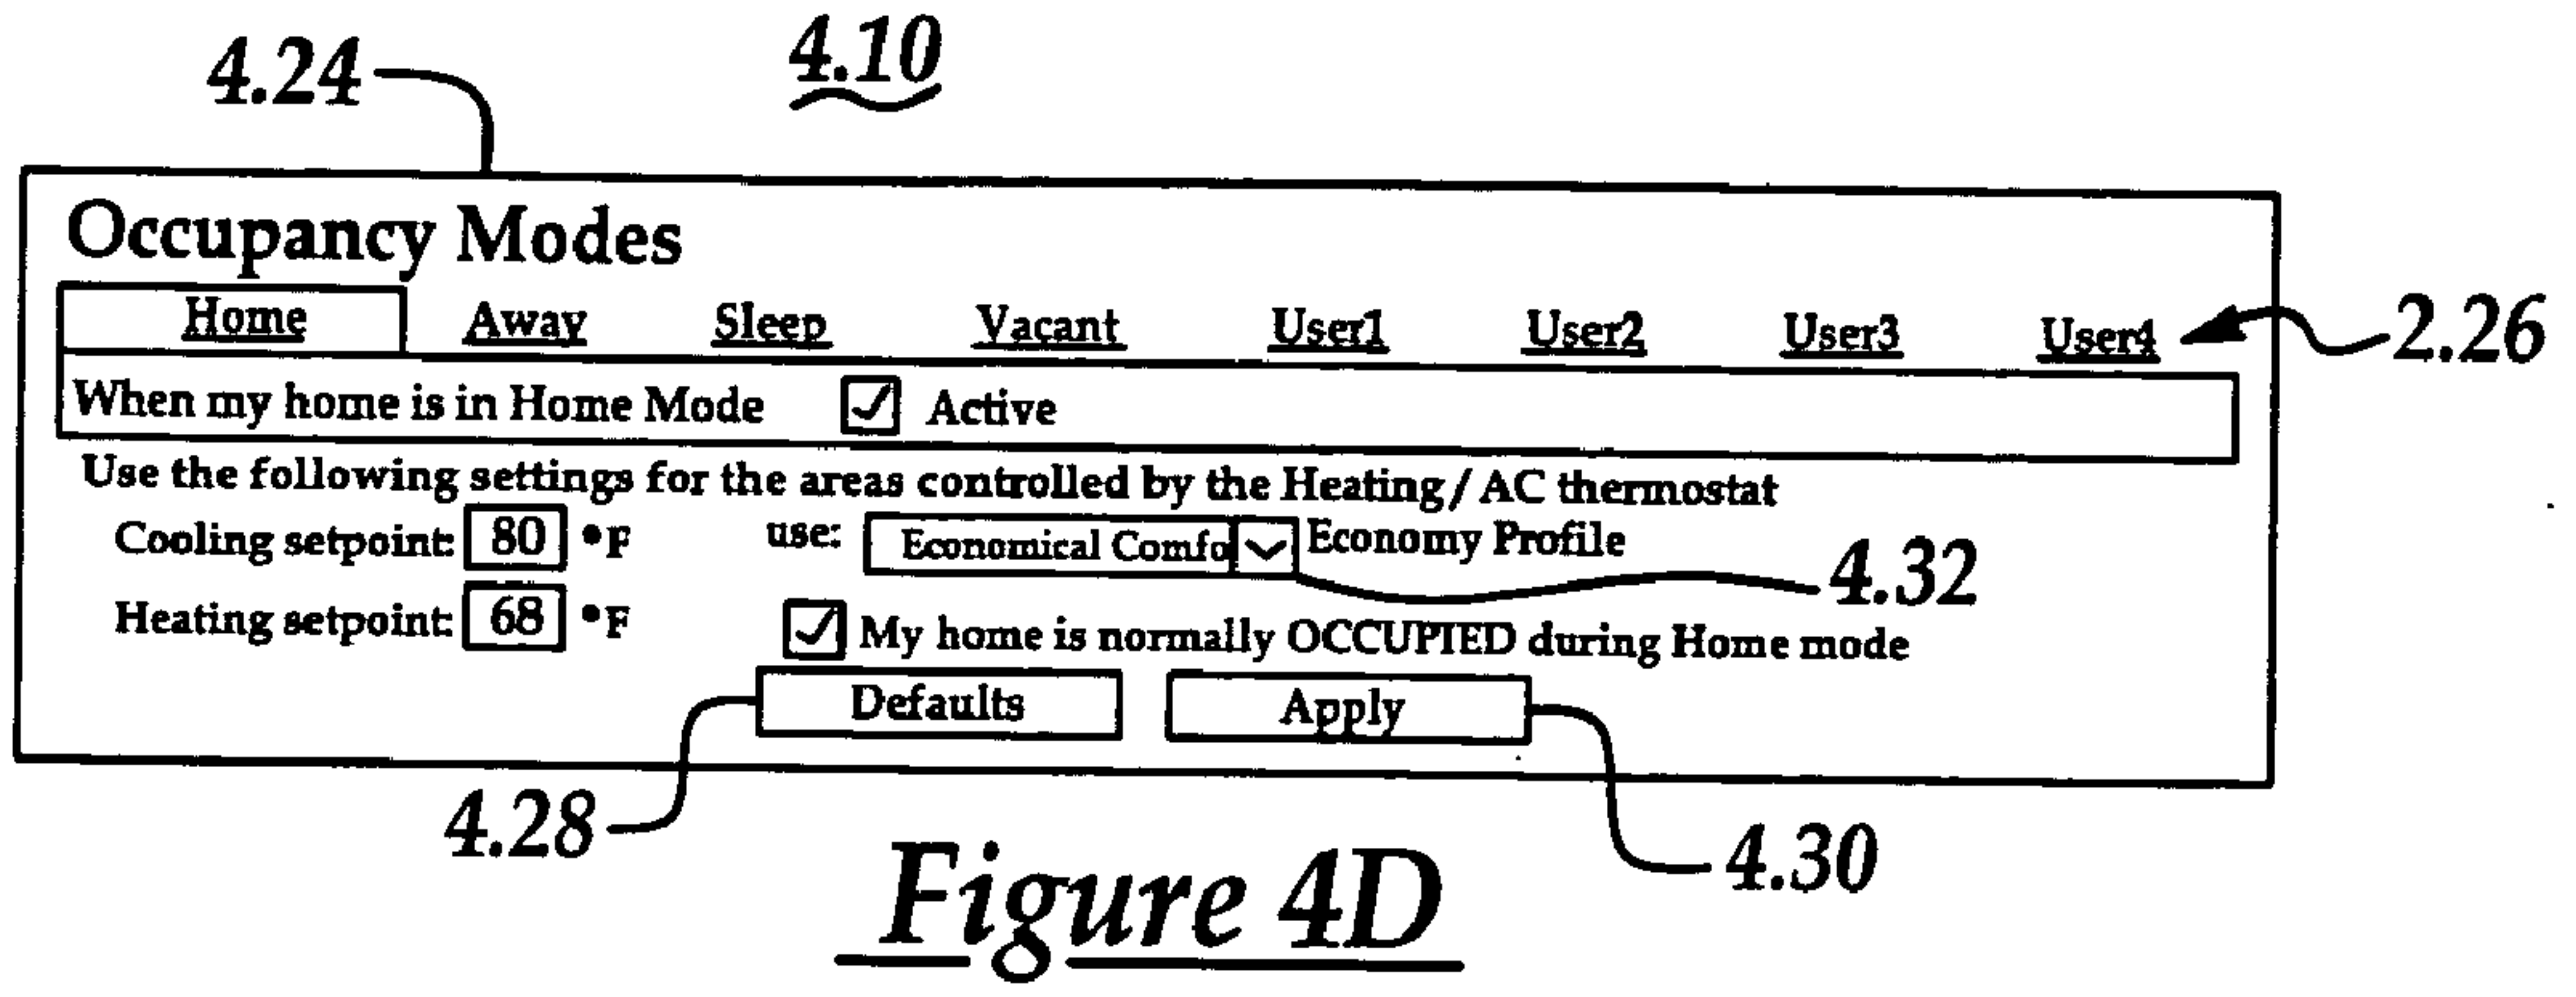 4.24
4.10
Occupancy Modes
Home Away Sleep Vacant User1 User2 User3 User4
2.26
When my home is in Home Mode Active
Use the following settings for the areas controlled by the Heating/AC thermostat
Cooling setpoint: 80 °F use: Economical Comfo Economy Profile
4.32
Heating setpoint: 68 °F My home is normally OCCUPIED during Home mode
Defaults Apply
4.28
4.30
Figure 4D